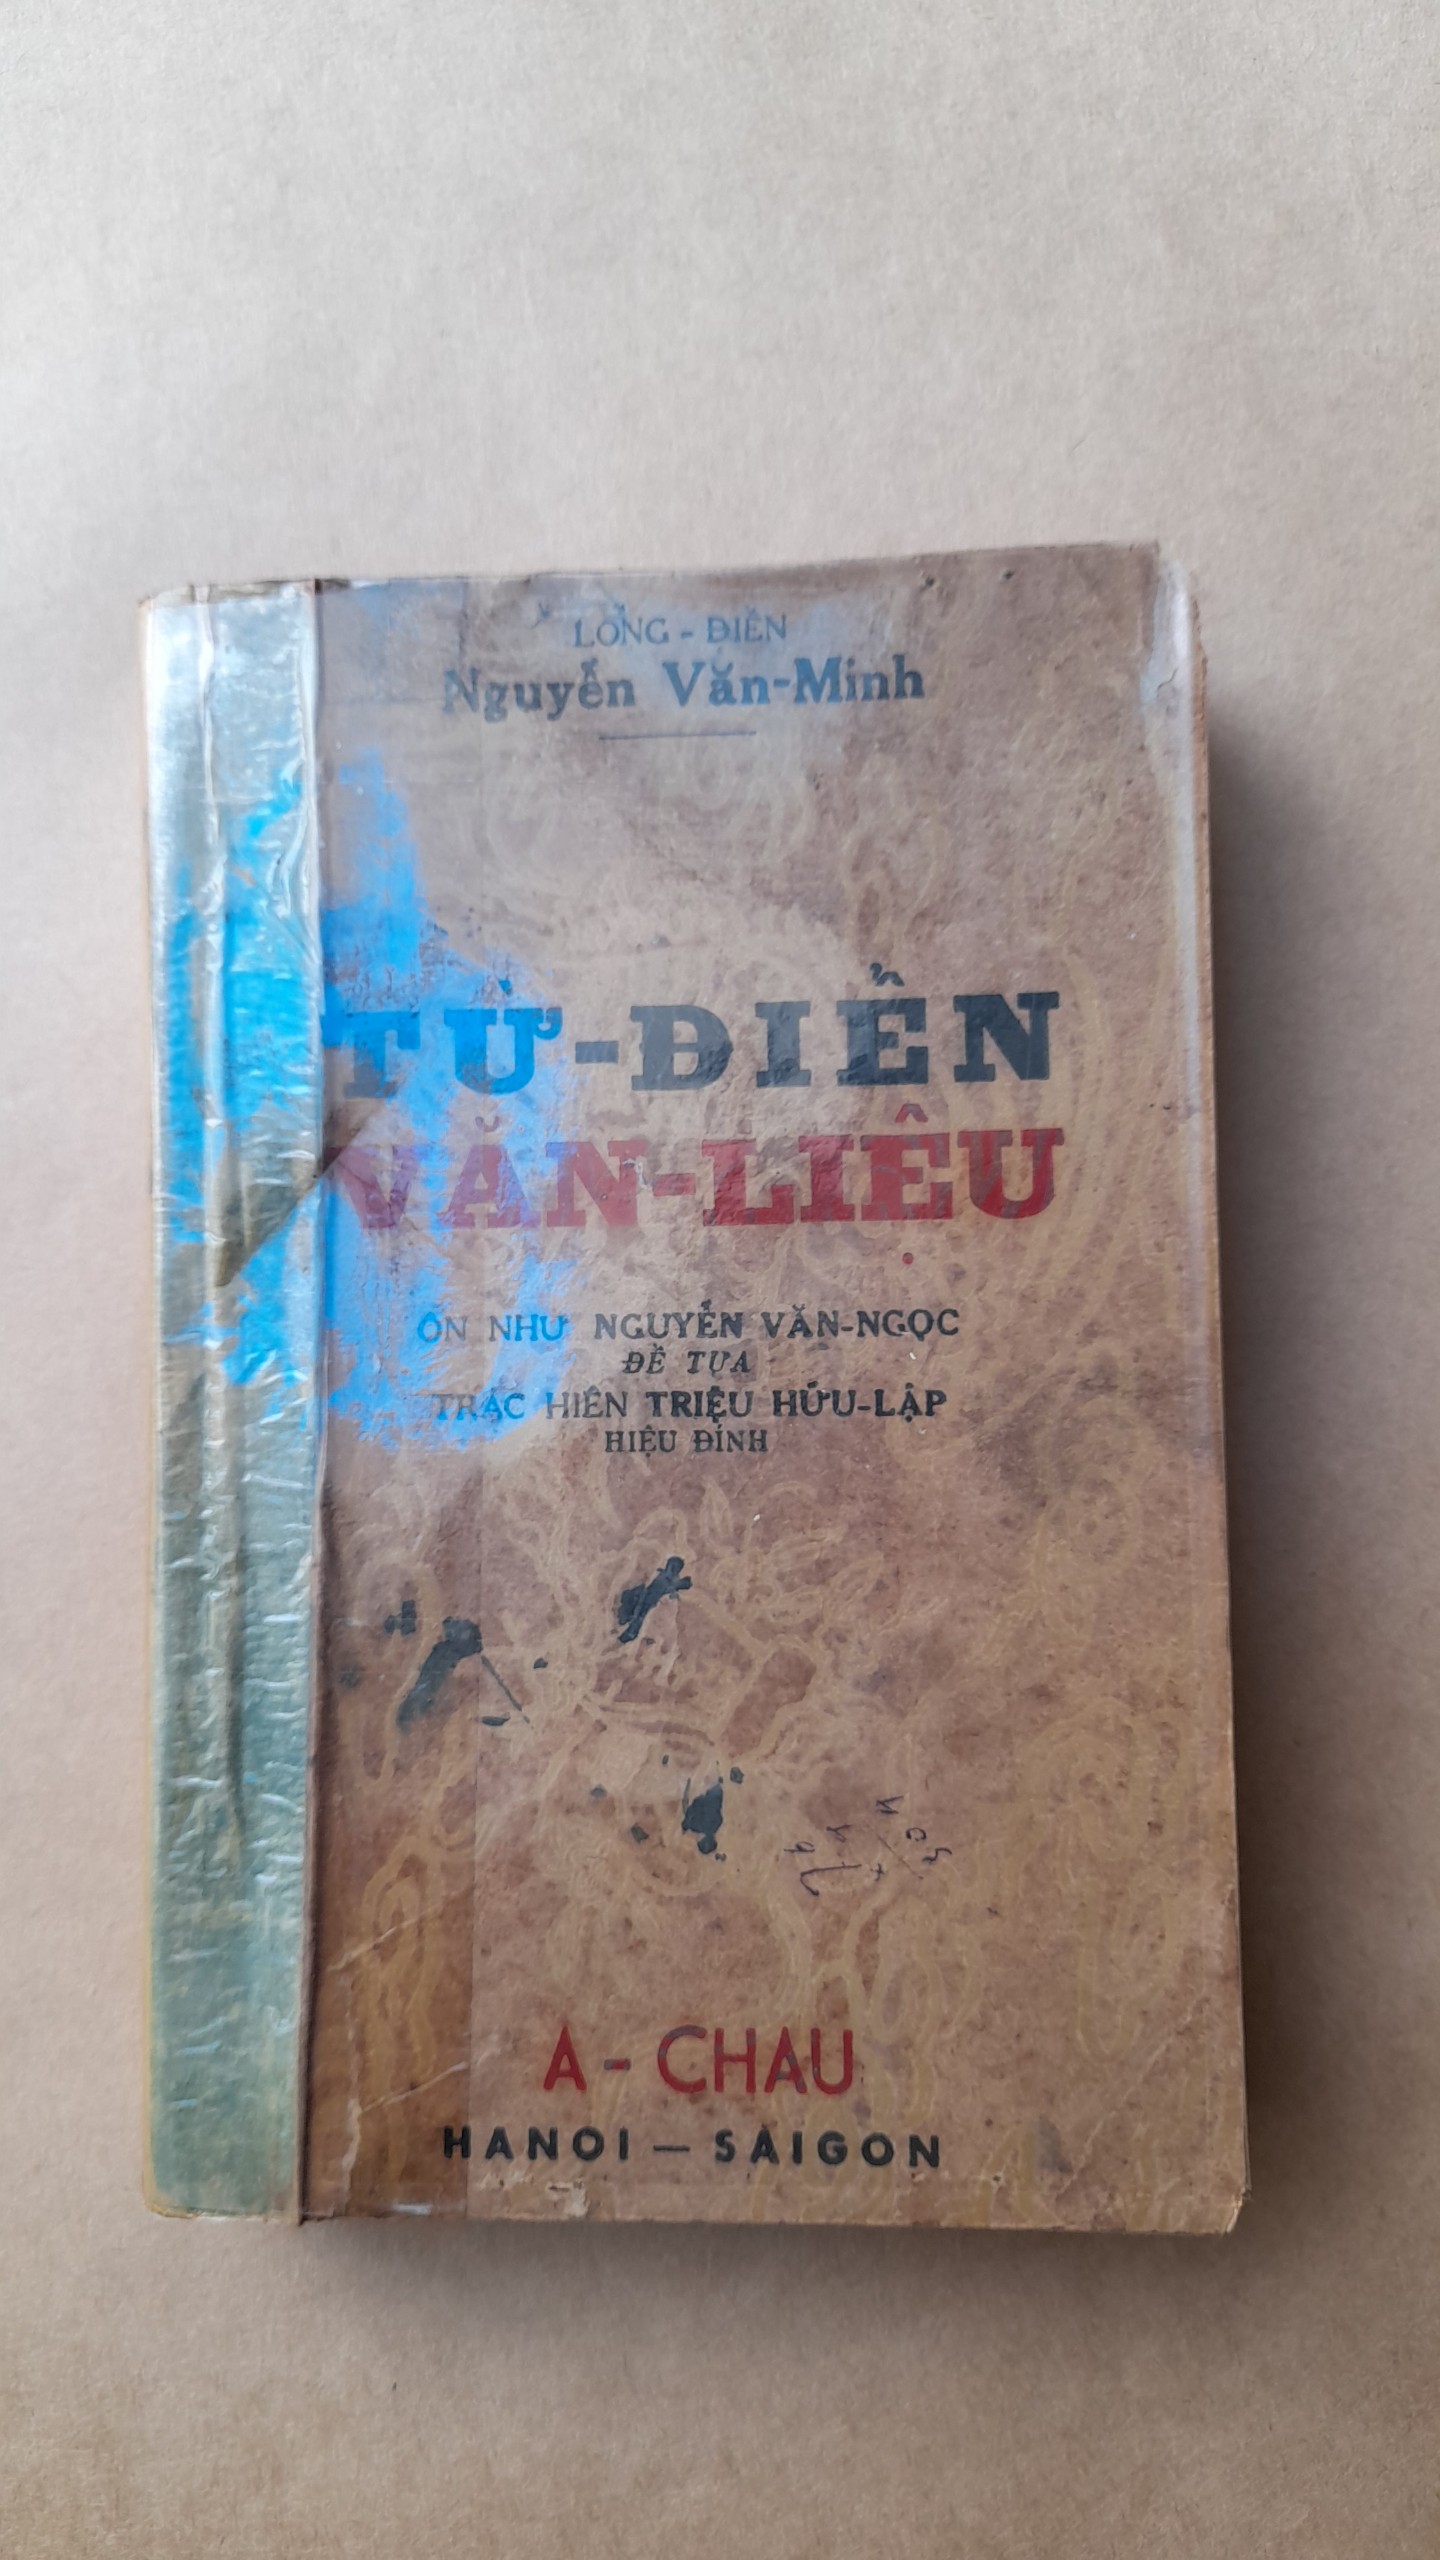 LONG - ĐIỀN
Nguyễn Văn-Minh
TỪ-ĐIỂN
VĂN-LIỆU
ÔN NHƯ NGUYỄN VĂN-NGỌC
ĐỀ TỰA
TRẠC HIÊN TRIỆU HỮU-LẬP
HIỆU ĐÍNH
A - CHAU
HANOI — SAIGON